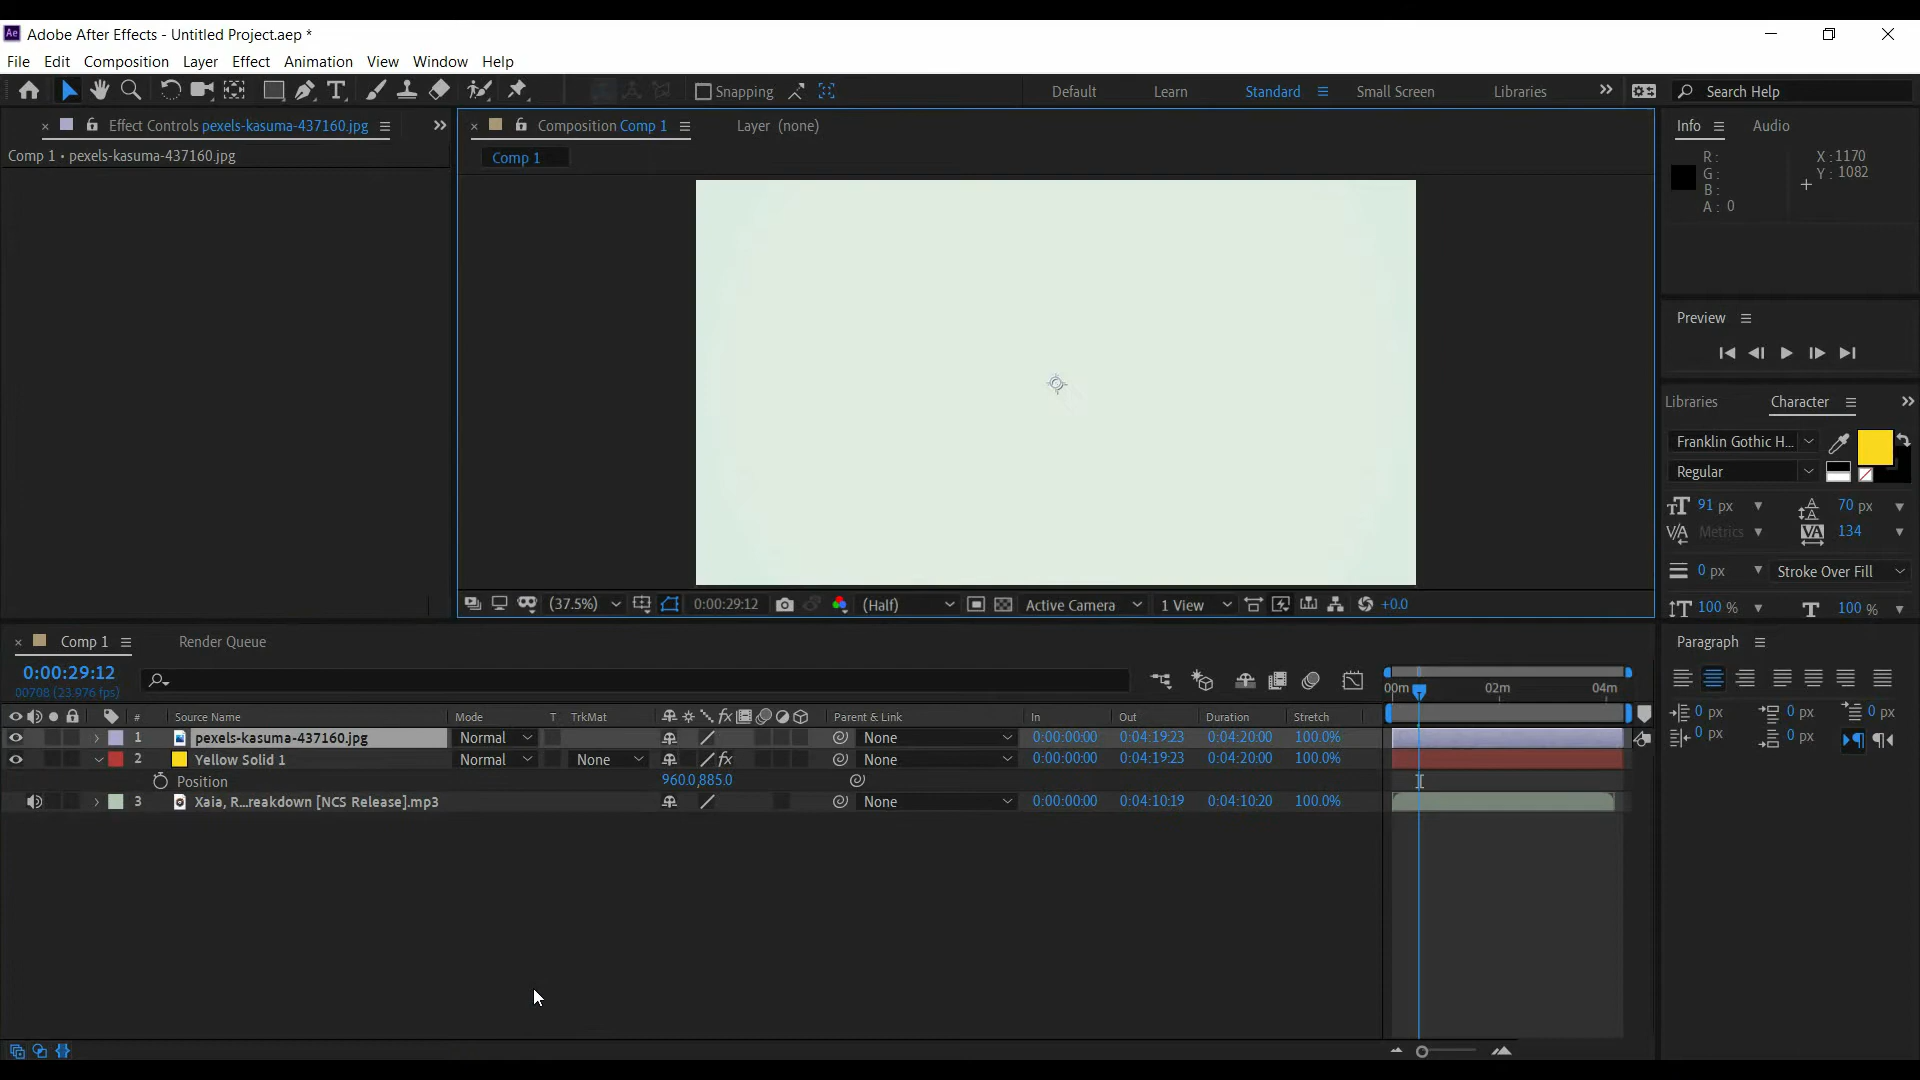 Adobe After Effects - Untitled Project.aep *
File Edit Composition Layer Effect Animation View Window Help
Snapping
Default Learn Standard Small Screen Libraries Search Help
Effect Controls pexels-kasuma-437160.jpg
Comp 1 • pexels-kasuma-437160.jpg
Composition Comp 1
Layer (none)
Comp 1
Info Audio
R: X : 1170
G: Y : 1082
B:
A: 0
Preview
Libraries Character
Franklin Gothic H...
Regular
91 px 70 px
Metrics 134
0 px Stroke Over Fill
100 % 100 %
(37.5%) 0:00:29:12 (Half) Active Camera 1 View +0.0
Comp 1 Render Queue
0:00:29:12
00708 (23.976 fps)
00m 02m 04m
# Source Name Mode T TrkMat Parent & Link In Out Duration Stretch
1 pexels-kasuma-437160.jpg Normal None 0:00:00:00 0:04:19:23 0:04:20:00 100.0%
2 Yellow Solid 1 Normal None None 0:00:00:00 0:04:19:23 0:04:20:00 100.0%
Position 960.0,885.0
3 Xaia, R...reakdown [NCS Release].mp3 None 0:00:00:00 0:04:10:19 0:04:10:20 100.0%
Paragraph
0 px 0 px 0 px
0 px 0 px